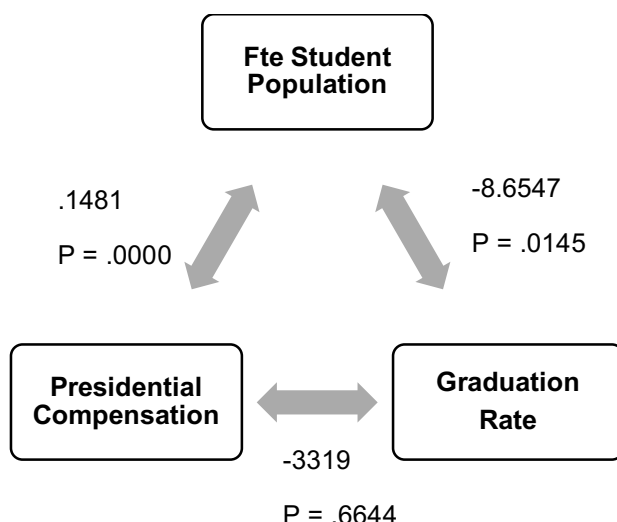 Fte Student
Population
.1481
P = .0000
-8.6547
P = .0145
Presidential
Compensation
Graduation
Rate
-3319
P = .6644